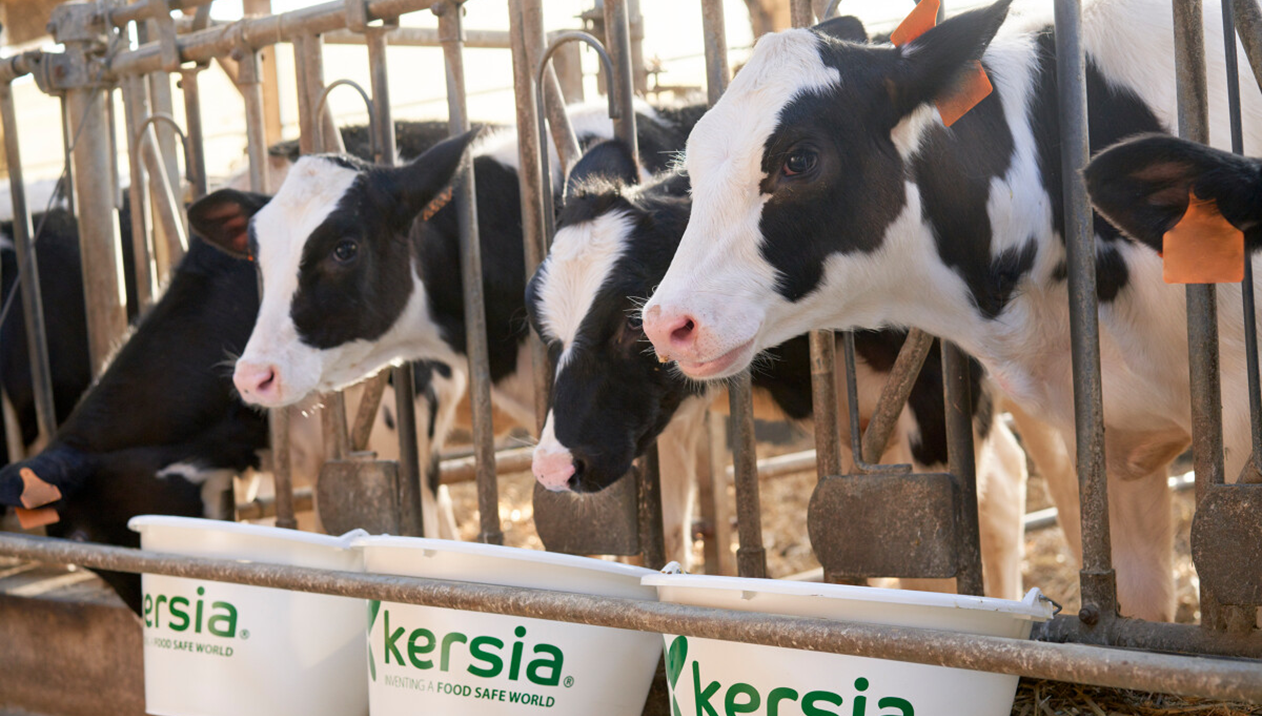 ersia®
A FOOD SAFE WORLD
kersia®
INVENTING A FOOD SAFE WORLD
kersia